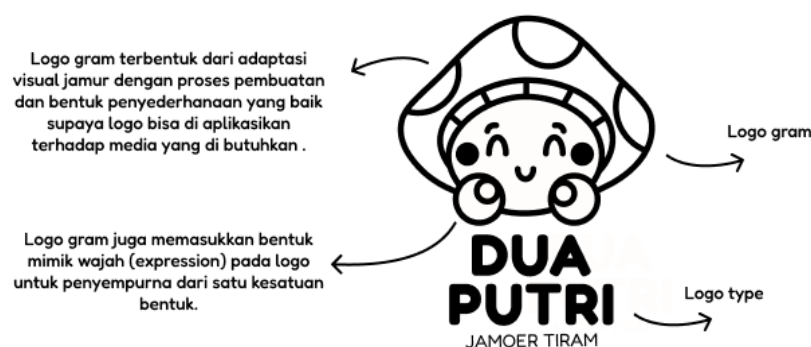 Logo gram terbentuk dari adaptasi
visual jamur dengan proses pembuatan
dan bentuk penyederhanaan yang baik
supaya logo bisa di aplikasikan
terhadap media yang di butuhkan .
Logo gram
Logo gram juga memasukkan bentuk
mimik wajah (expression) pada logo
untuk penyempurna dari satu kesatuan
bentuk.
DUA
PUTRI
JAMOER TIRAM
Logo type